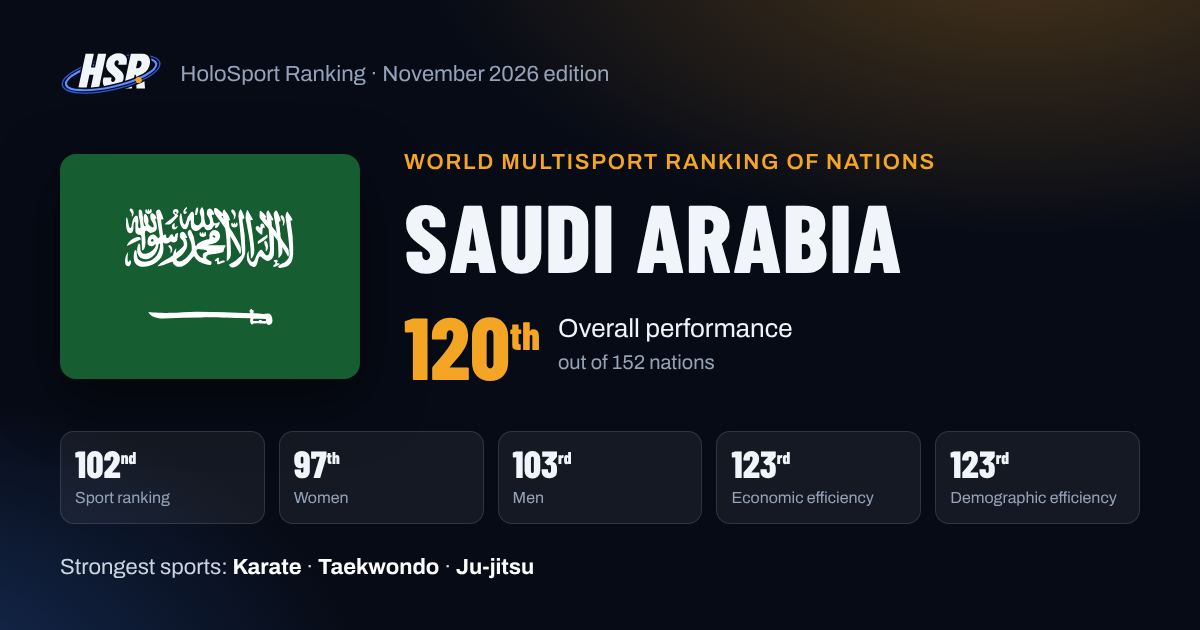 HSR
HoloSport Ranking · November 2026 edition
WORLD MULTISPORT RANKING OF NATIONS
SAUDI ARABIA
لا إله إلا الله محمد رسول الله
120th Overall performance
out of 152 nations
102nd
Sport ranking
97th
Women
103rd
Men
123rd
Economic efficiency
123rd
Demographic efficiency
Strongest sports: Karate · Taekwondo · Ju-jitsu